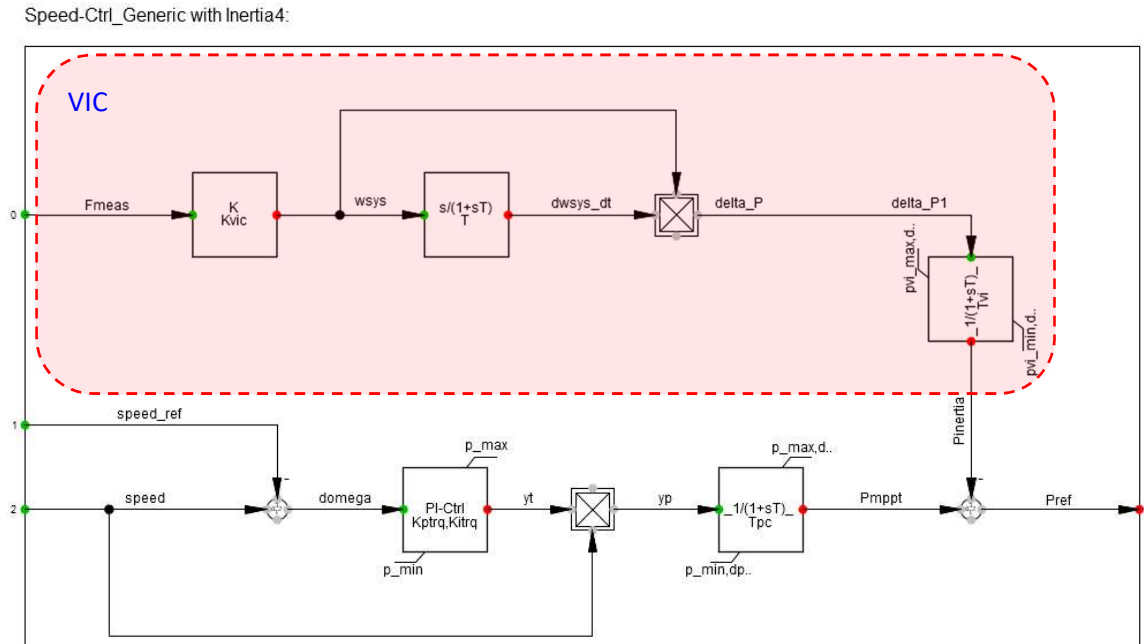 Speed-Ctrl_Generic with Inertia4:
VIC
0
Fmeas
K
Kvic
wsys
s/(1+sT)
T
dwsys_dt
delta_P
delta_P1
pvi_max,d..
_1/(1+sT)_
Tvi
pvi_min,d..
Pinertia
1
speed_ref
-
2
speed
domega
p_max
PI-Ctrl
Kptrq,Kitrq
p_min
yt
yp
p_max,d..
_1/(1+sT)_
Tpc
p_min,dp..
Pmppt
-
Pref